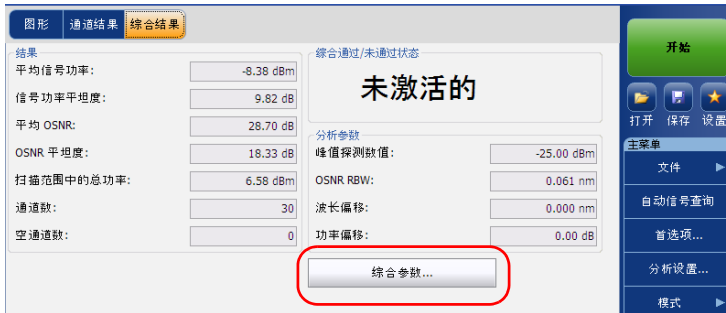 图形 通道结果 综合结果
结果
平均信号功率: -8.38 dBm
信号功率平坦度: 9.82 dB
平均 OSNR: 28.70 dB
OSNR 平坦度: 18.33 dB
扫描范围中的总功率: 6.58 dBm
通道数: 30
空通道数: 0
综合通过/未通过状态
未激活的
分析参数
峰值探测数值: -25.00 dBm
OSNR RBW: 0.061 nm
波长偏移: 0.000 nm
功率偏移: 0.00 dB
综合参数...
开始
打开 保存 设置
主菜单
文件
自动信号查询
首选项...
分析设置...
模式